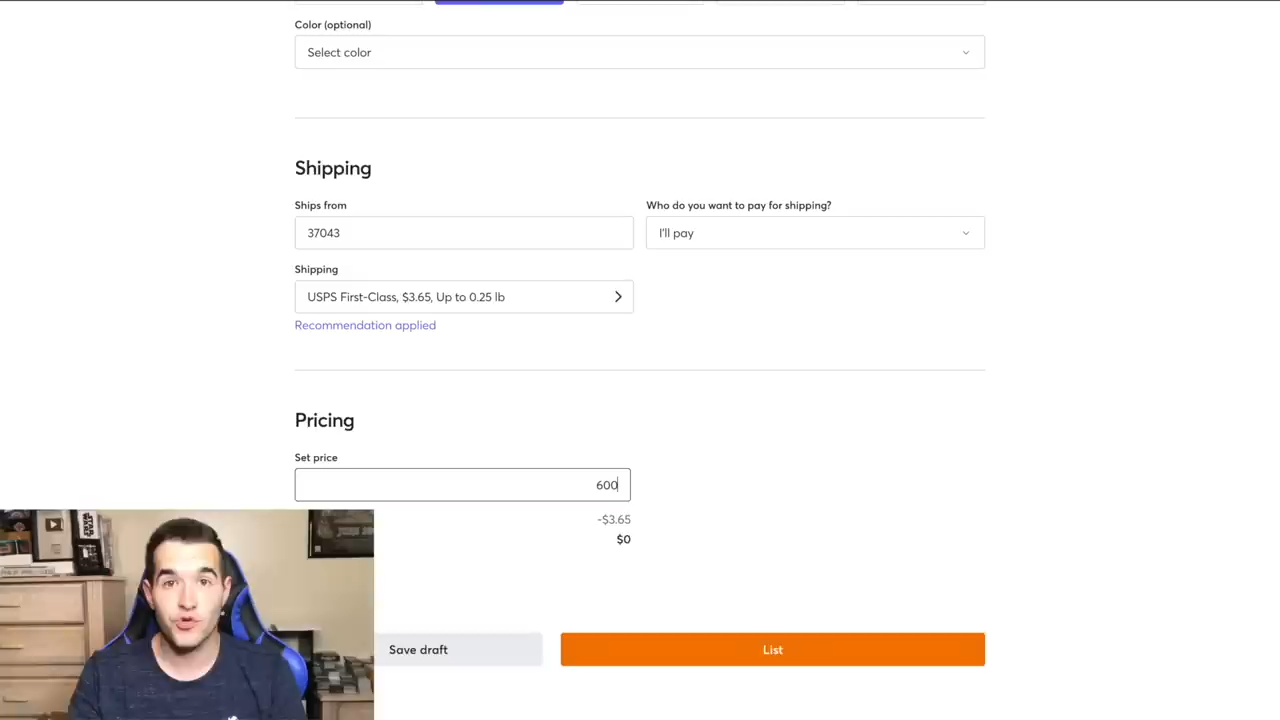 Color (optional)
Select color
Shipping
Ships from
Who do you want to pay for shipping?
37043
I'll pay
Shipping
USPS First-Class, $3.65, Up to 0.25 lb
Recommendation applied
Pricing
Set price
600
-$3.65
$0
Save draft
List
STAR
WARS